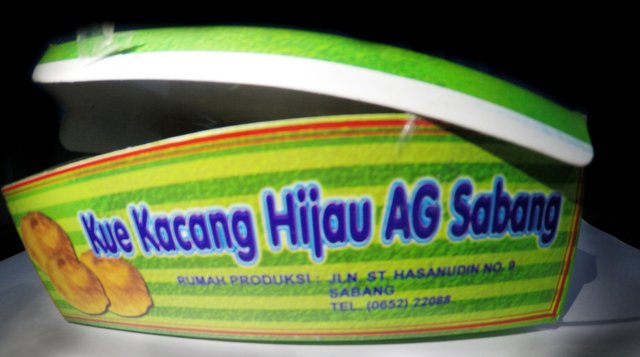 Kue Kacang Hijau AG Sabang
RUMAH PRODUKSI : JLN. ST. HASANUDIN NO. 9
SABANG
TEL. (0652) 22088